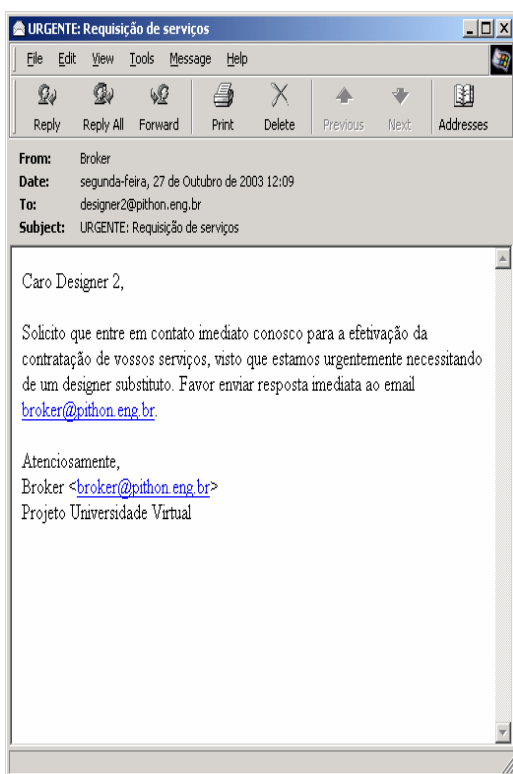 URGENTE: Requisição de serviços
File Edit View Tools Message Help
Reply Reply All Forward Print Delete Previous Next Addresses
From: Broker
Date: segunda-feira, 27 de Outubro de 2003 12:09
To: designer2@pithon.eng.br
Subject: URGENTE: Requisição de serviços
Caro Designer 2,
Solicito que entre em contato imediato conosco para a efetivação da
contratação de vossos serviços, visto que estamos urgentemente necessitando
de um designer substituto. Favor enviar resposta imediata ao email
broker@pithon.eng.br.
Atenciosamente,
Broker <broker@pithon.eng.br>
Projeto Universidade Virtual